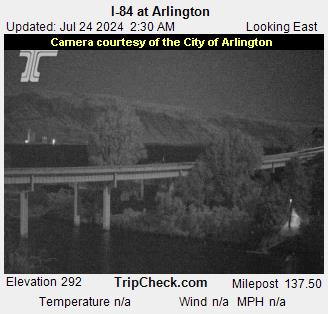 I-84 at Arlington
Updated: Jul 24 2024 2:30 AM Looking East
Camera courtesy of the City of Arlington
Elevation 292 TripCheck.com Milepost 137.50
Temperature n/a Wind n/a MPH n/a